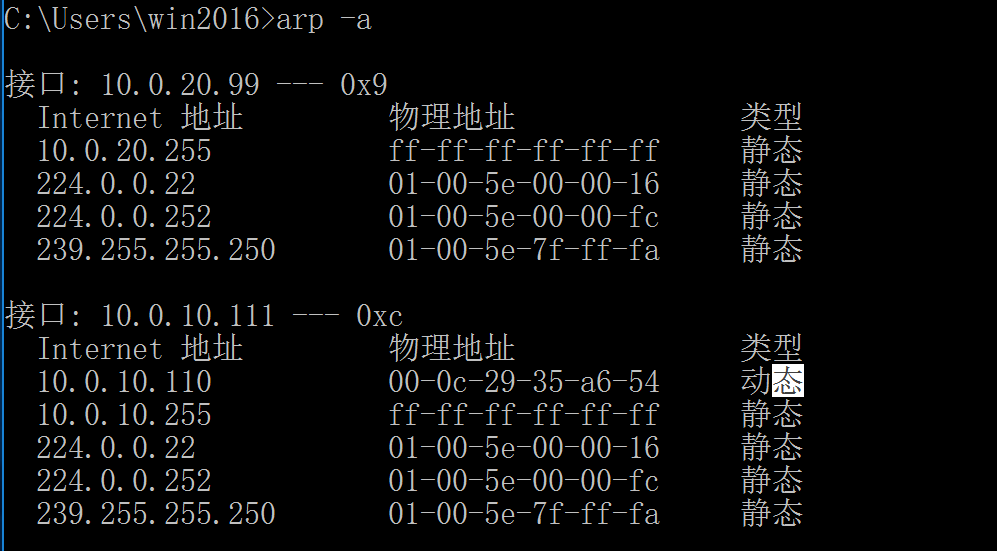 C:\Users\win2016>arp -a
接口: 10.0.20.99 --- 0x9
Internet 地址 物理地址 类型
10.0.20.255 ff-ff-ff-ff-ff-ff 静态
224.0.0.22 01-00-5e-00-00-16 静态
224.0.0.252 01-00-5e-00-00-fc 静态
239.255.255.250 01-00-5e-7f-ff-fa 静态
接口: 10.0.10.111 --- 0xc
Internet 地址 物理地址 类型
10.0.10.110 00-0c-29-35-a6-54 动态
10.0.10.255 ff-ff-ff-ff-ff-ff 静态
224.0.0.22 01-00-5e-00-00-16 静态
224.0.0.252 01-00-5e-00-00-fc 静态
239.255.255.250 01-00-5e-7f-ff-fa 静态